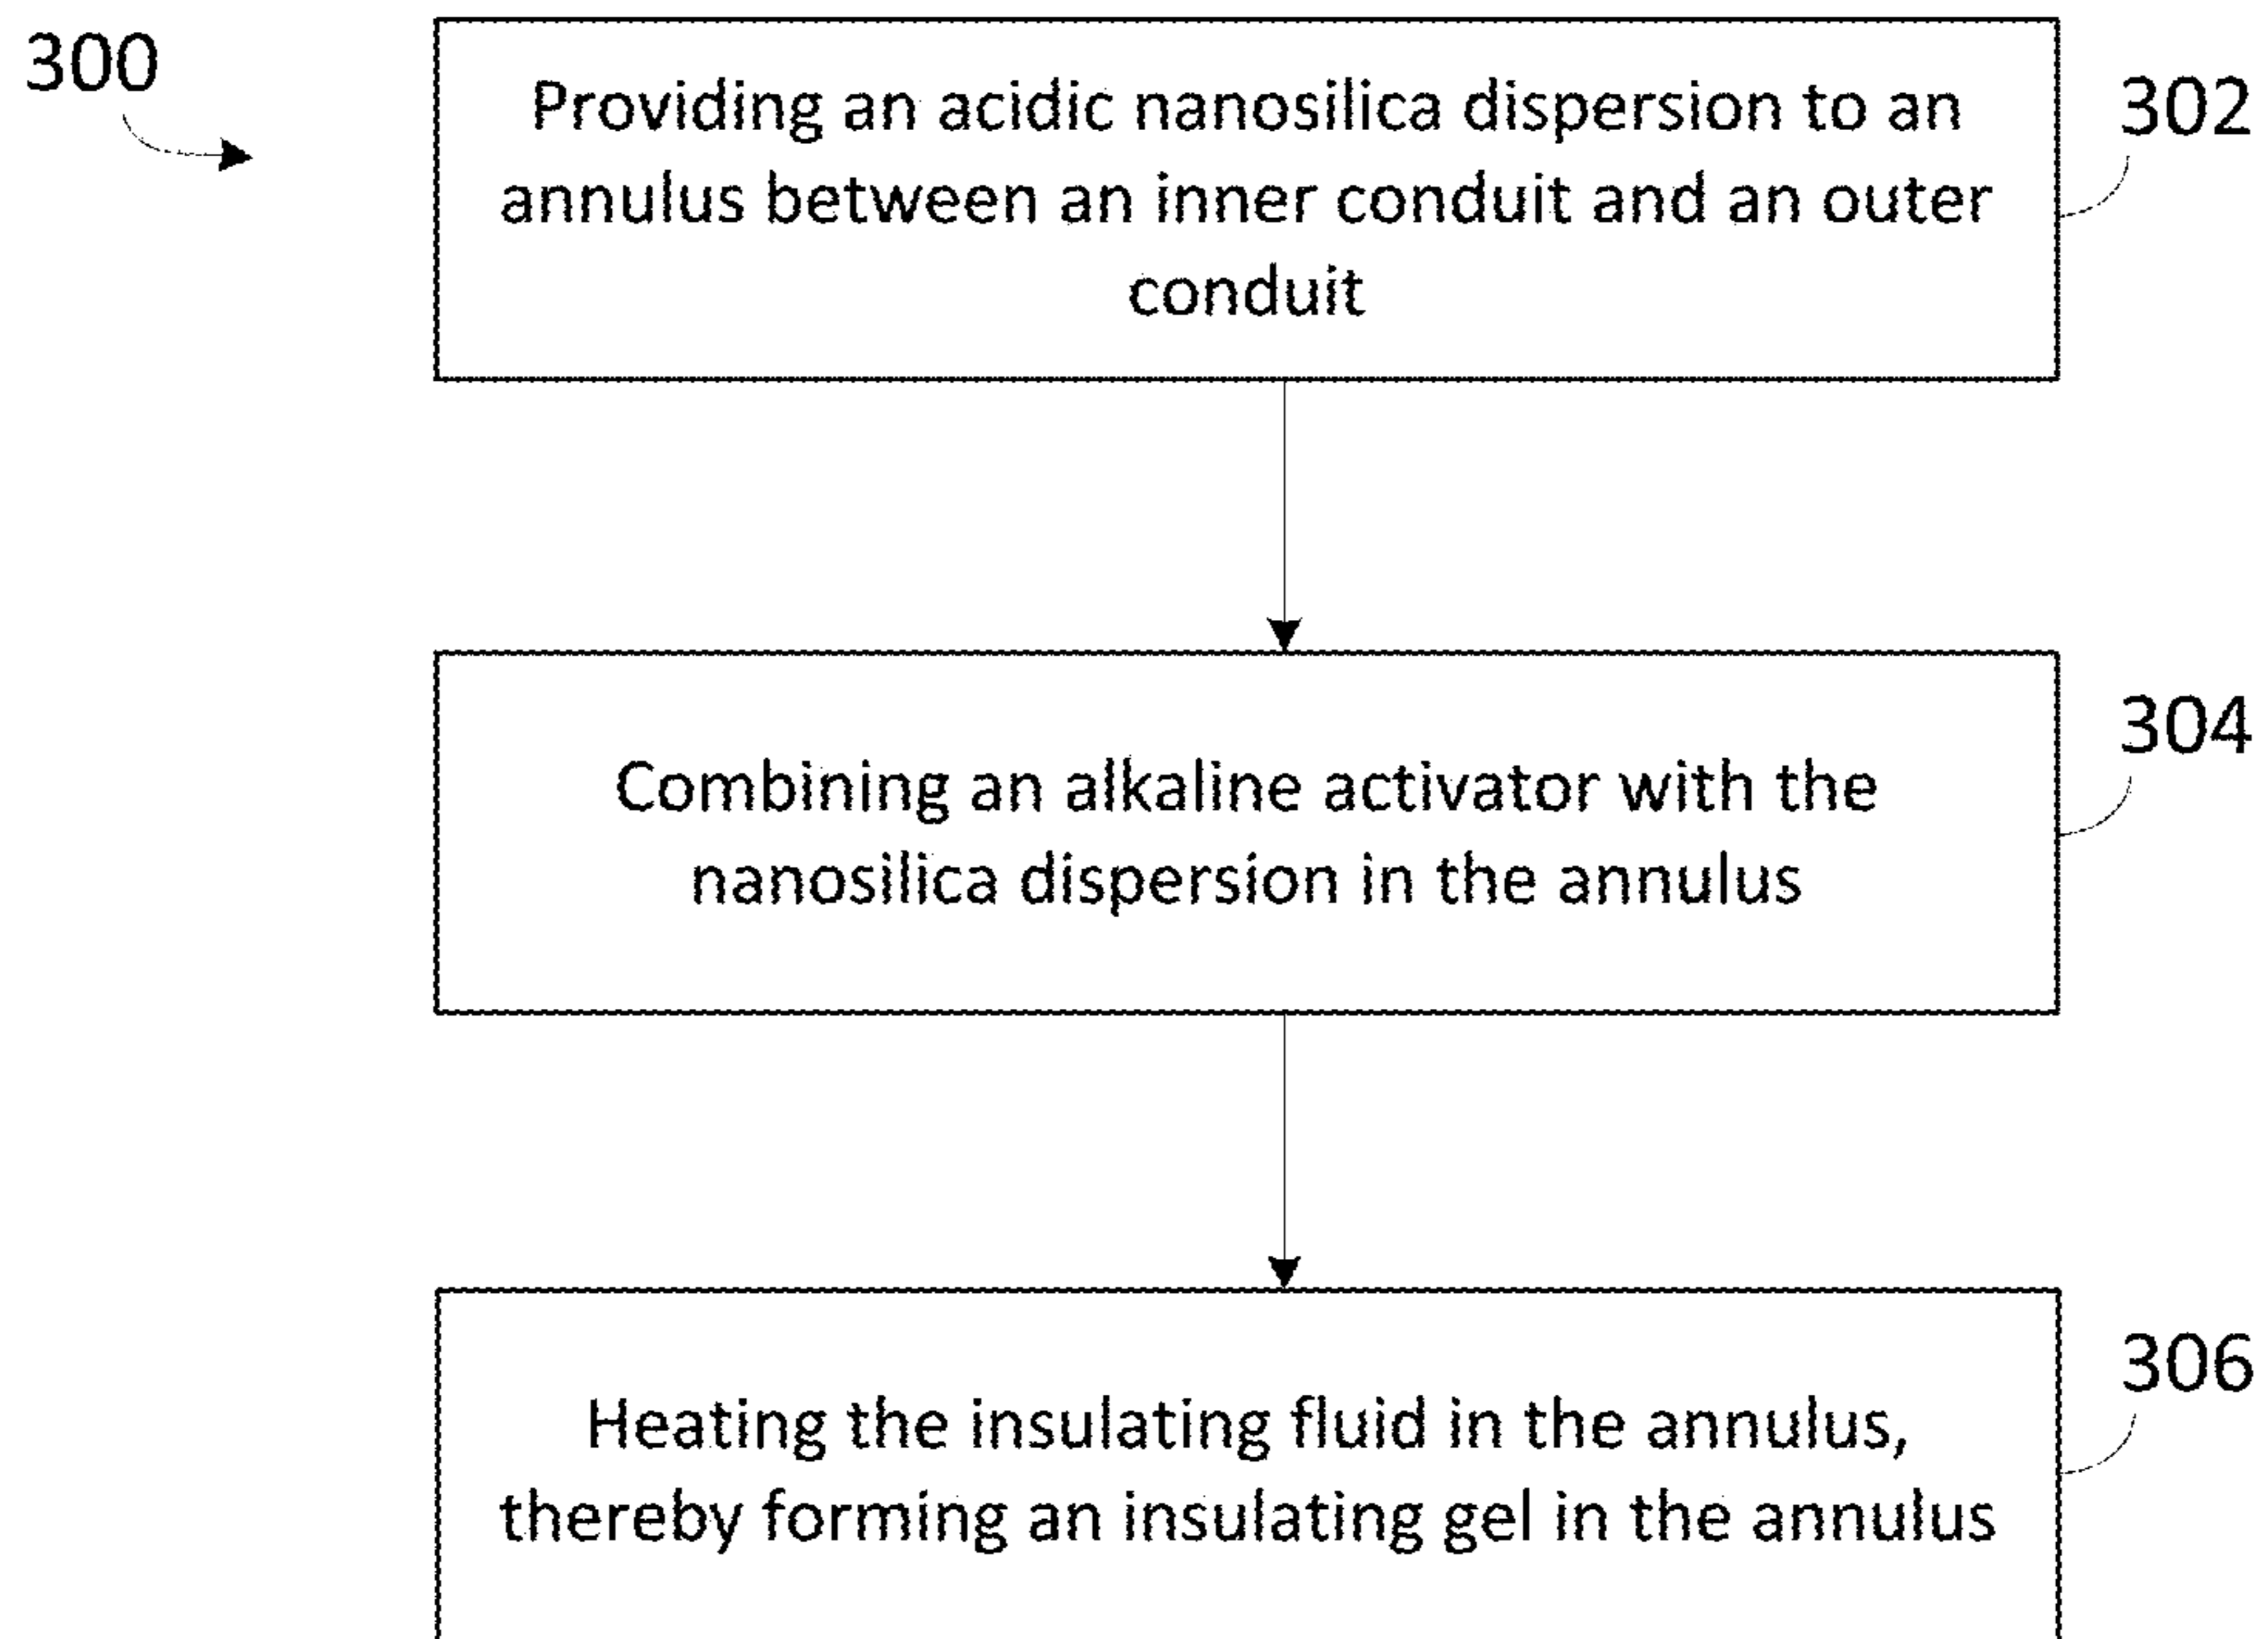 300
Providing an acidic nanosilica dispersion to an
annulus between an inner conduit and an outer
conduit
302
Combining an alkaline activator with the
nanosilica dispersion in the annulus
304
Heating the insulating fluid in the annulus,
thereby forming an insulating gel in the annulus
306